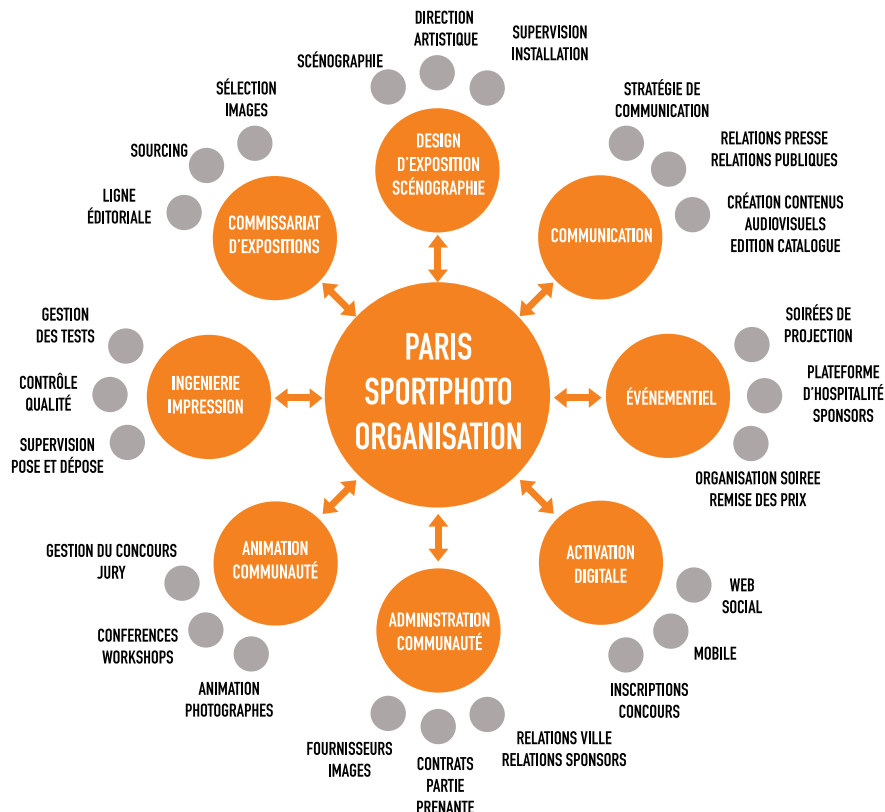 DIRECTION
ARTISTIQUE
SUPERVISION
INSTALLATION
SCÉNOGRAPHIE
DESIGN
D'EXPOSITION
SCÉNOGRAPHIE
STRATÉGIE DE
COMMUNICATION
RELATIONS PRESSE
RELATIONS PUBLIQUES
CRÉATION CONTENUS
AUDIOVISUELS
EDITION CATALOGUE
COMMUNICATION
SÉLECTION
IMAGES
SOURCING
LIGNE
ÉDITORIALE
COMMISSARIAT
D'EXPOSITIONS
GESTION
DES TESTS
CONTRÔLE
QUALITÉ
SUPERVISION
POSE ET DÉPOSE
INGENIERIE
IMPRESSION
PARIS
SPORTPHOTO
ORGANISATION
ÉVÉNEMENTIEL
SOIRÉES DE
PROJECTION
PLATEFORME
D'HOSPITALITÉ
SPONSORS
ORGANISATION SOIREE
REMISE DES PRIX
GESTION DU CONCOURS
JURY
CONFERENCES
WORKSHOPS
ANIMATION
PHOTOGRAPHES
ANIMATION
COMMUNAUTÉ
ADMINISTRATION
COMMUNAUTÉ
FOURNISSEURS
IMAGES
CONTRATS
PARTIE
PRENANTE
RELATIONS VILLE
RELATIONS SPONSORS
ACTIVATION
DIGITALE
WEB
SOCIAL
MOBILE
INSCRIPTIONS
CONCOURS